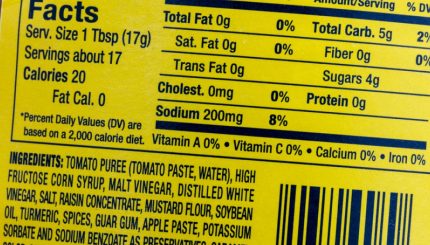 Facts
Serv. Size 1 Tbsp (17g)
Servings about 17
Calories 20
Fat Cal. 0
*Percent Daily Values (DV) are
based on a 2,000 calorie diet.
Amount/Serving % DV
Total Fat 0g 0% Total Carb. 5g 2%
Sat. Fat 0g 0% Fiber 0g 0%
Trans Fat 0g Sugars 4g
Cholest. 0mg 0% Protein 0g
Sodium 200mg 8%
Vitamin A 0% • Vitamin C 0% • Calcium 0% • Iron 0%
INGREDIENTS: TOMATO PUREE (TOMATO PASTE, WATER), HIGH
FRUCTOSE CORN SYRUP, MALT VINEGAR, DISTILLED WHITE
VINEGAR, SALT, RAISIN CONCENTRATE, MUSTARD FLOUR, SOYBEAN
OIL, TURMERIC, SPICES, GUAR GUM, APPLE PASTE, POTASSIUM
SORBATE AND SODIUM BENZOATE AS PRESERVATIVES,